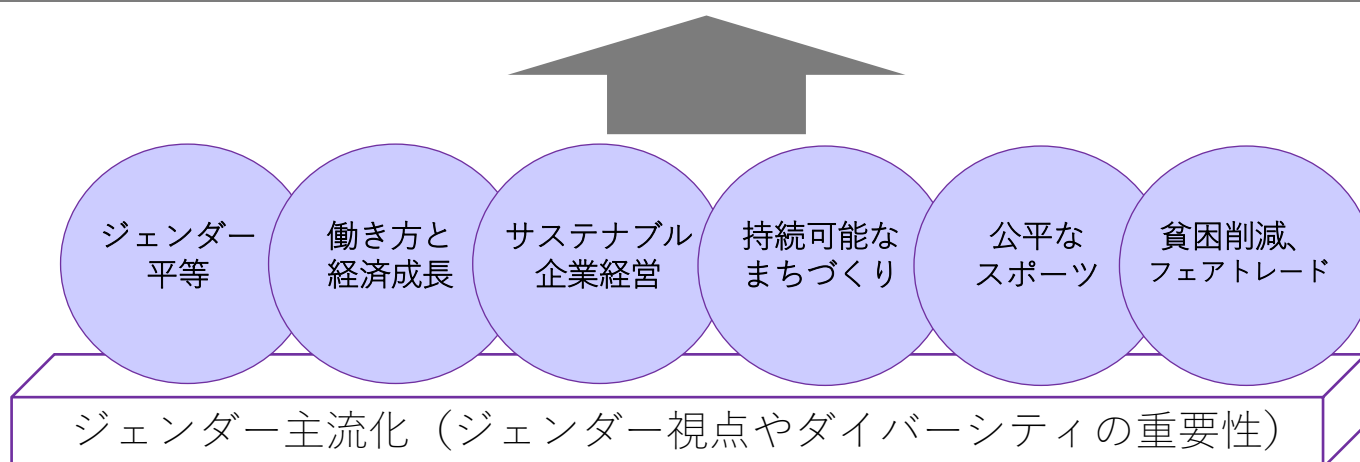 ジェンダー
平等
働き方と
経済成長
サステナブル
企業経営
持続可能な
まちづくり
公平な
スポーツ
貧困削減、
フェアトレード
ジェンダー主流化（ジェンダー視点やダイバーシティの重要性）